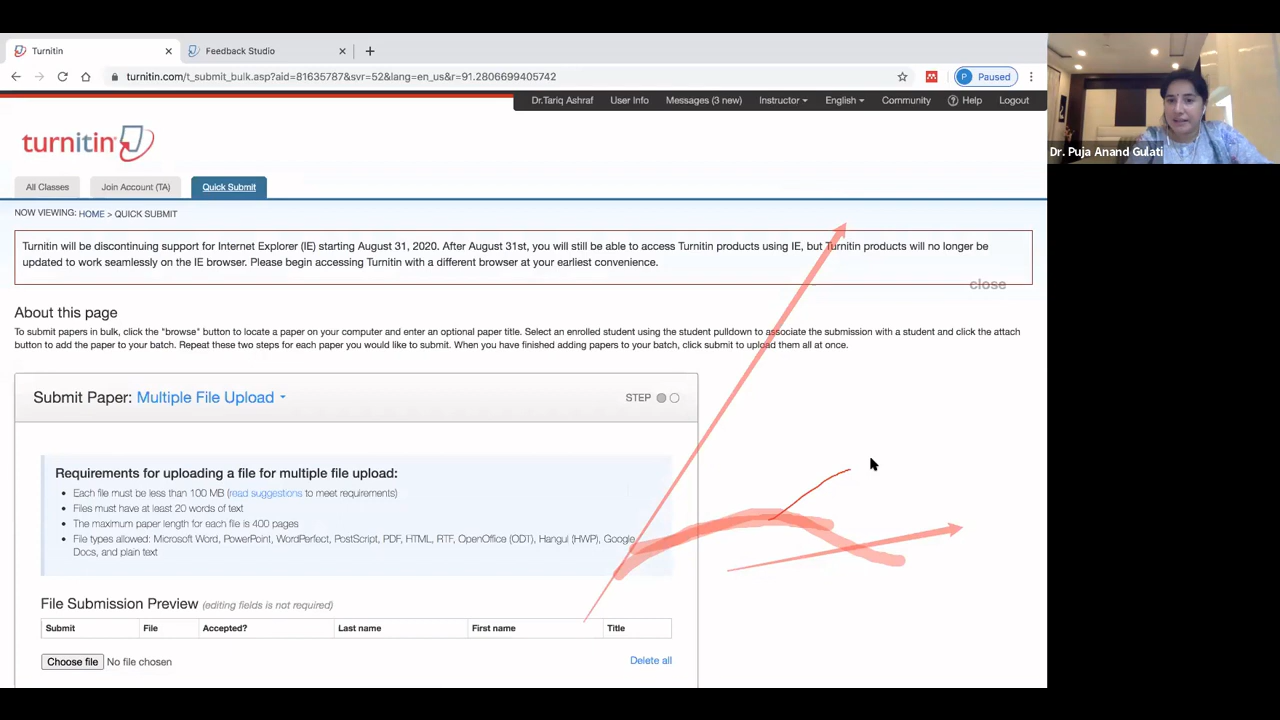 Turnitin
Feedback Studio
turnitin.com/t_submit_bulk.asp?aid=81635787&svr=52&lang=en_us&r=91.2806699405742
P Paused
Dr.Tariq Ashraf User Info Messages (3 new) Instructor English Community Help Logout
Dr. Puja Anand Gulati
turnitin
All Classes Join Account (TA) Quick Submit
NOW VIEWING: HOME > QUICK SUBMIT
Turnitin will be discontinuing support for Internet Explorer (IE) starting August 31, 2020. After August 31st, you will still be able to access Turnitin products using IE, but Turnitin products will no longer be
updated to work seamlessly on the IE browser. Please begin accessing Turnitin with a different browser at your earliest convenience.
close
About this page
To submit papers in bulk, click the "browse" button to locate a paper on your computer and enter an optional paper title. Select an enrolled student using the student pulldown to associate the submission with a student and click the attach
button to add the paper to your batch. Repeat these two steps for each paper you would like to submit. When you have finished adding papers to your batch, click submit to upload them all at once.
Submit Paper: Multiple File Upload
STEP
Requirements for uploading a file for multiple file upload:
Each file must be less than 100 MB (read suggestions to meet requirements)
Files must have at least 20 words of text
The maximum paper length for each file is 400 pages
File types allowed: Microsoft Word, PowerPoint, WordPerfect, PostScript, PDF, HTML, RTF, OpenOffice (ODT), Hangul (HWP), Google
Docs, and plain text
File Submission Preview (editing fields is not required)
Submit File Accepted? Last name First name Title
Choose file No file chosen
Delete all